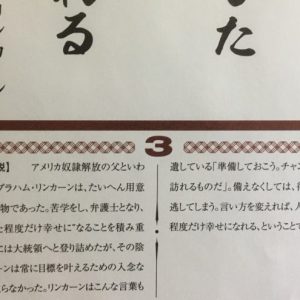 した
れる
ンカーン
3
説】 アメリカ奴隷解放の父といわ
ブラハム・リンカーンは、たいへん用意
物であった。苦学をし、弁護士となり、
た程度だけ幸せに”なることを積み重
には大統領へと登り詰めたが、その陰
ーンは常に目標を叶えるための入念な
らなかった。リンカーンはこんな言葉も
遺している「準備しておこう。チャン
訪れるものだ」。備えなくしては、
逃してしまう。言い方を変えれば、人
程度だけ幸せになれる、ということで